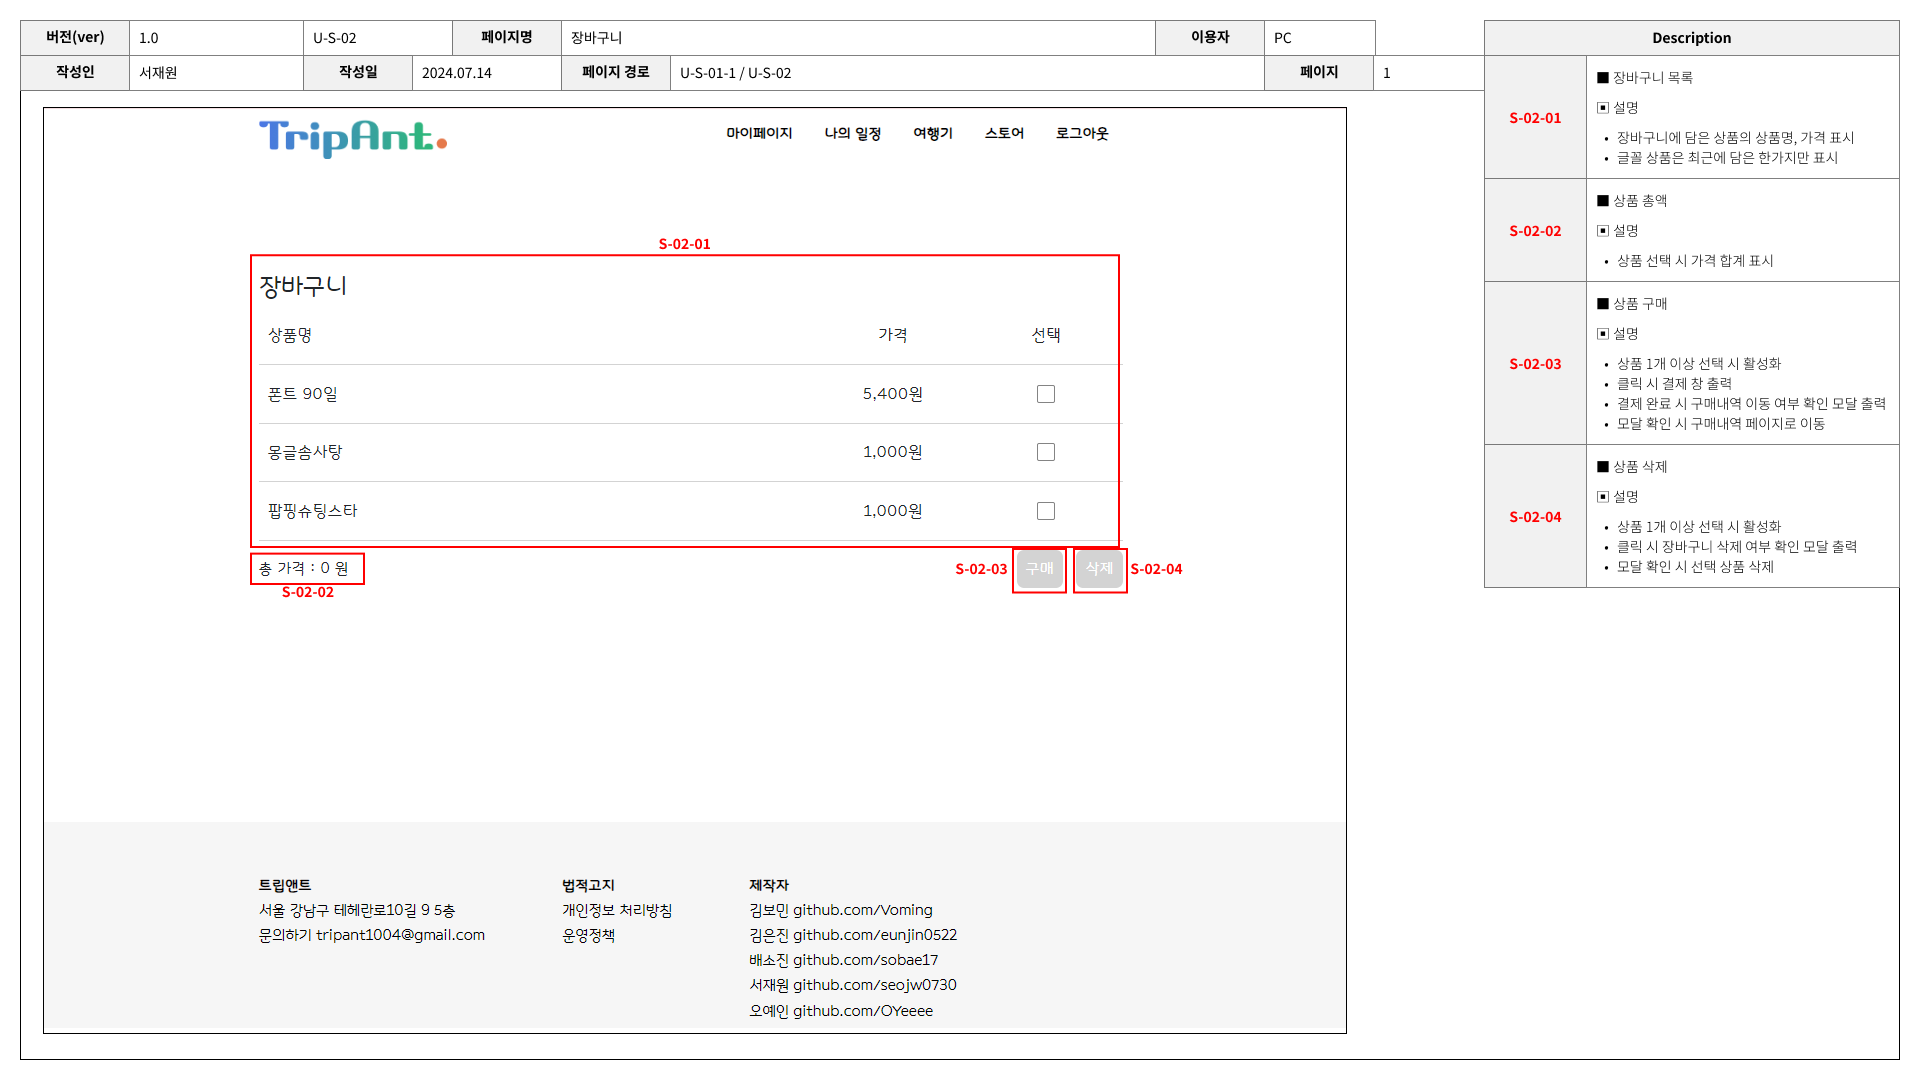 버전(ver) 1.0 U-S-02 페이지명 장바구니 이용자 PC
작성인 서재원 작성일 2024.07.14 페이지 경로 U-S-01-1 / U-S-02 페이지 1
TripAnt.
마이페이지 나의 일정 여행기 스토어 로그아웃
S-02-01
장바구니
상품명 가격 선택
폰트 90일 5,400원
몽글솜사탕 1,000원
팝핑슈팅스타 1,000원
총 가격 : 0 원
S-02-02
S-02-03 구매 삭제 S-02-04
트립앤트
서울 강남구 테헤란로10길 9 5층
문의하기 tripant1004@gmail.com
법적고지
개인정보 처리방침
운영정책
제작자
김보민 github.com/Voming
김은진 github.com/eunjin0522
배소진 github.com/sobae17
서재원 github.com/seojw0730
오예인 github.com/OYeeee
Description
S-02-01
■ 장바구니 목록
▣ 설명
• 장바구니에 담은 상품의 상품명, 가격 표시
• 글꼴 상품은 최근에 담은 한가지만 표시
S-02-02
■ 상품 총액
▣ 설명
• 상품 선택 시 가격 합계 표시
S-02-03
■ 상품 구매
▣ 설명
• 상품 1개 이상 선택 시 활성화
• 클릭 시 결제 창 출력
• 결제 완료 시 구매내역 이동 여부 확인 모달 출력
• 모달 확인 시 구매내역 페이지로 이동
S-02-04
■ 상품 삭제
▣ 설명
• 상품 1개 이상 선택 시 활성화
• 클릭 시 장바구니 삭제 여부 확인 모달 출력
• 모달 확인 시 선택 상품 삭제